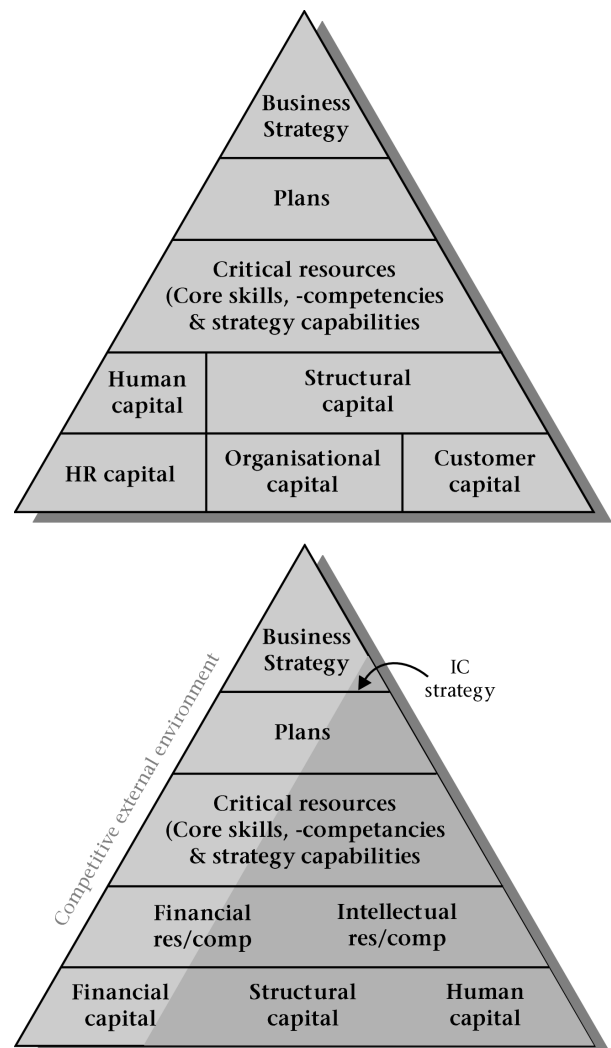 Business
Strategy
Plans
Critical resources
(Core skills, -competencies
& strategy capabilities
Human
capital
Structural
capital
HR capital
Organisational
capital
Customer
capital
Competitive external environment
Business
Strategy
IC
strategy
Plans
Critical resources
(Core skills, -competancies
& strategy capabilities
Financial
res/comp
Intellectual
res/comp
Financial
capital
Structural
capital
Human
capital